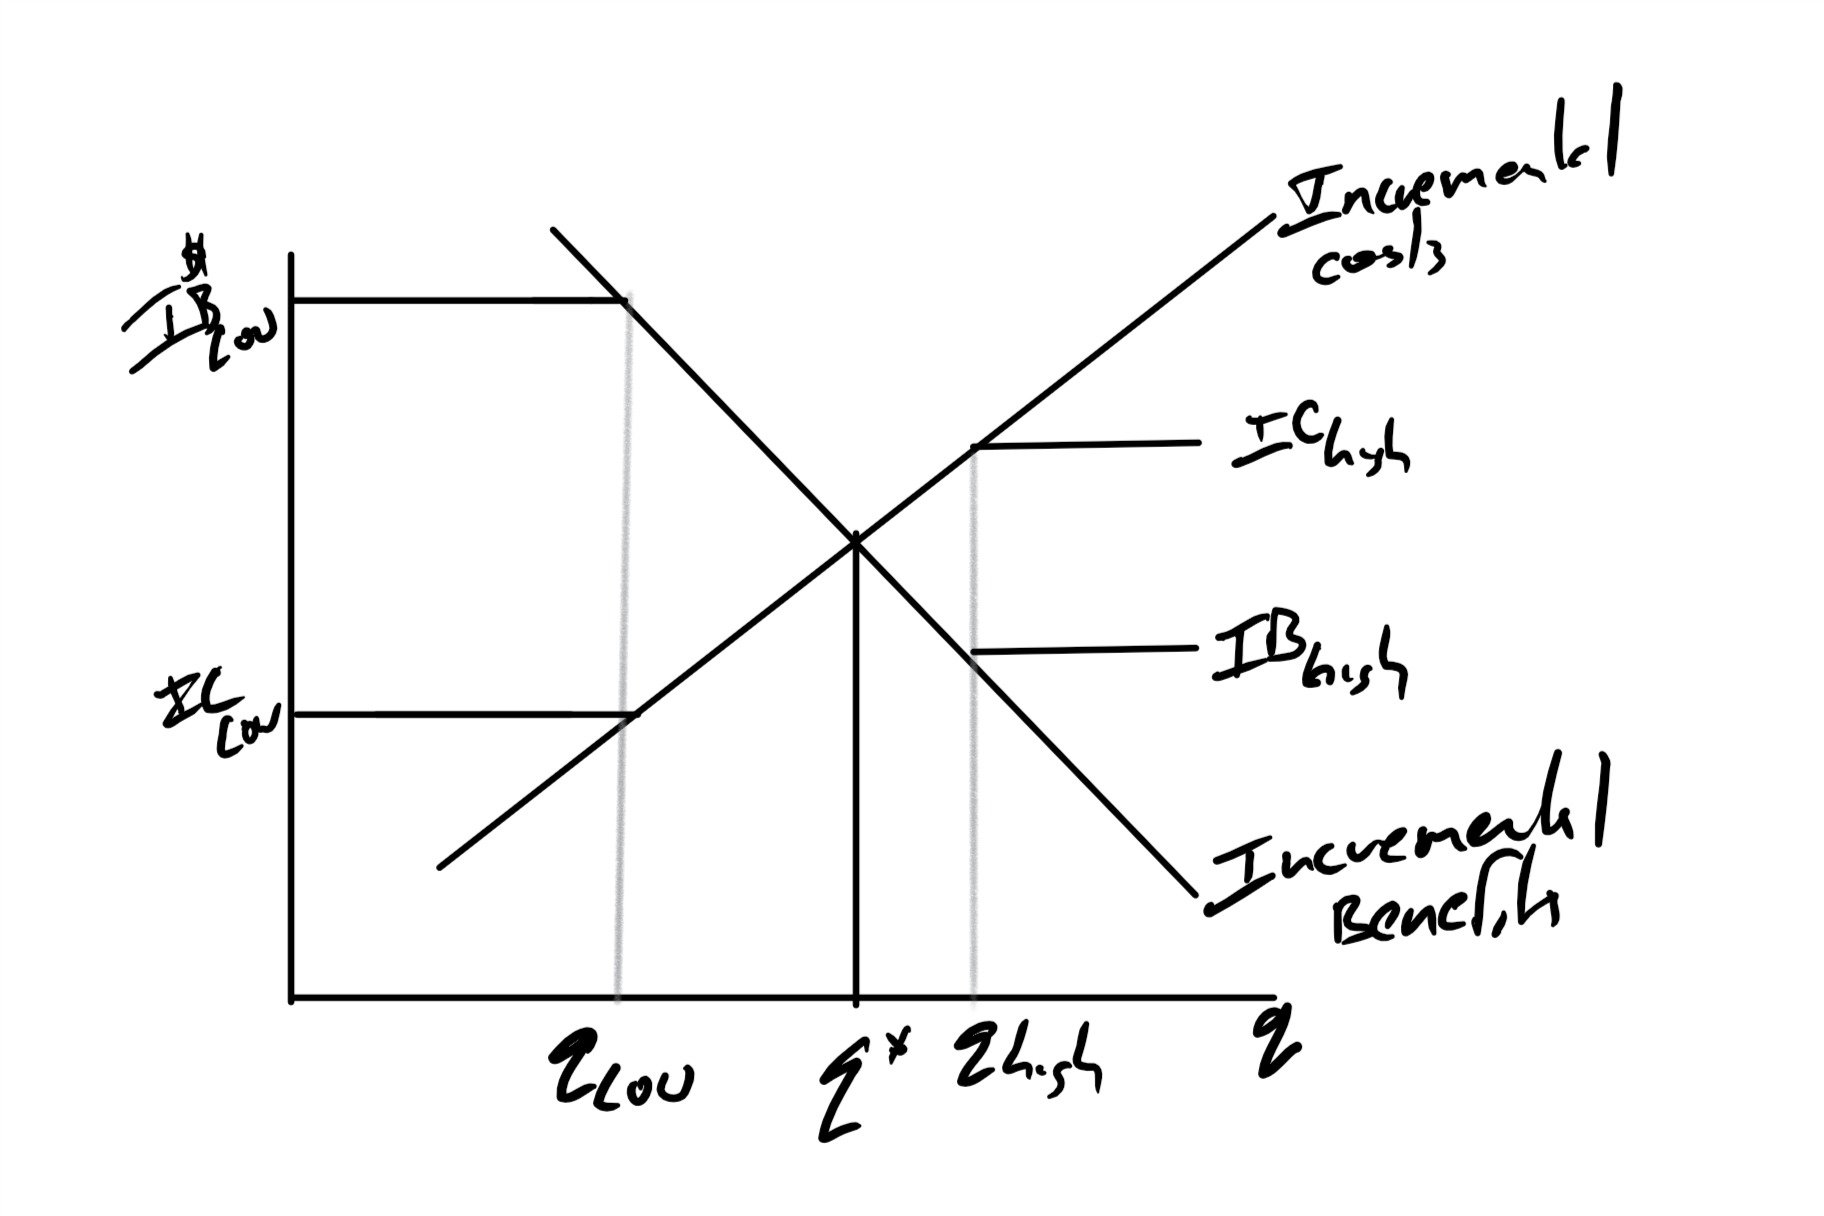 $
IB low
Incremental
costs
IC high
IB high
IC low
Incremental
Benefits
q low
q*
q high
q